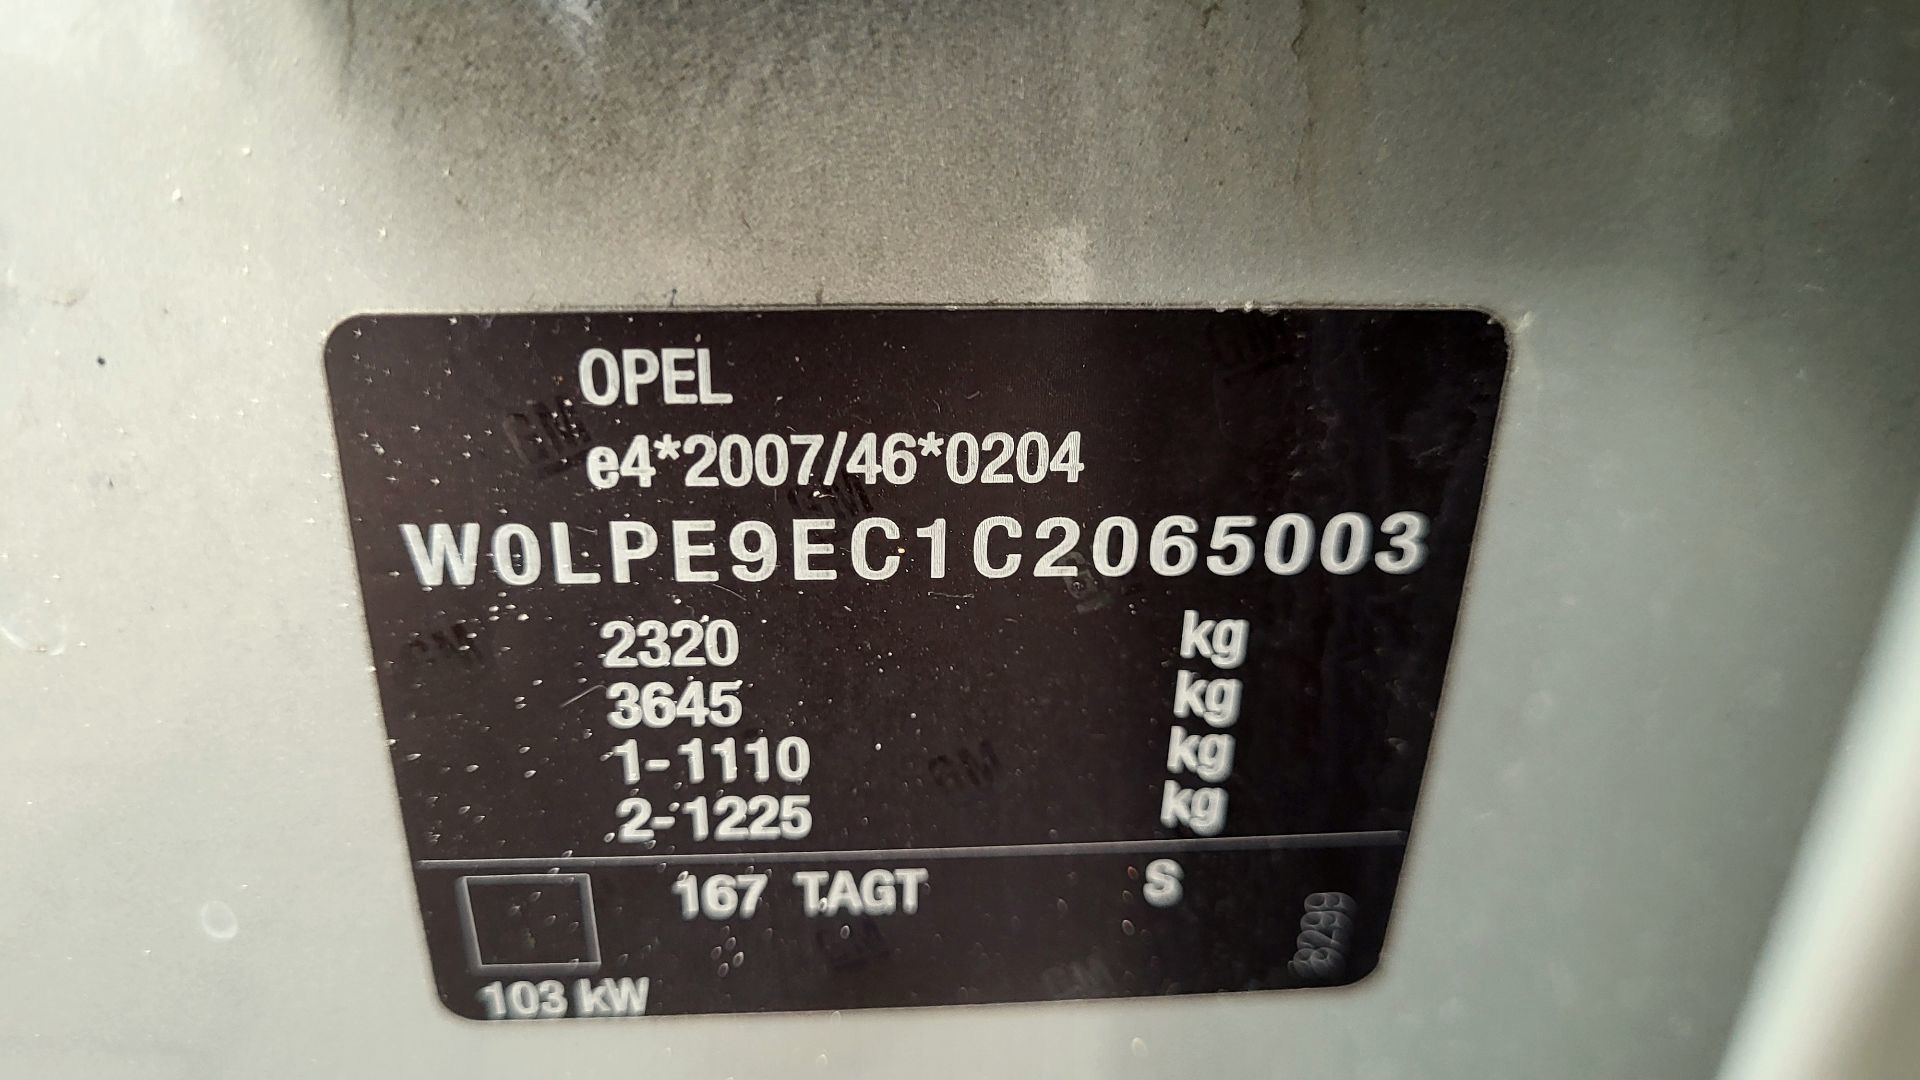 OPEL
e4*2007/46*0204
W0LPE9EC1C2065003
2320 kg
3645 kg
1-1110 kg
2-1225 kg
167 TAGT S
8299
103 kW